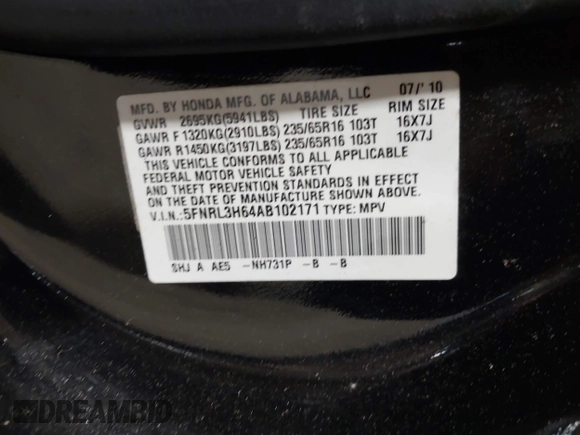 MFD. BY HONDA MFG. OF ALABAMA, LLC 07/'10
GVWR 2695KG(5941LBS) TIRE SIZE RIM SIZE
GAWR F 1320KG(2910LBS) 235/65R16 103T 16X7J
GAWR R1450KG(3197LBS) 235/65R16 103T 16X7J
THIS VEHICLE CONFORMS TO ALL APPLICABLE
FEDERAL MOTOR VEHICLE SAFETY
AND THEFT PREVENTION STANDARDS IN EFFECT
ON THE DATE OF MANUFACTURE SHOWN ABOVE.
V.I.N.: 5FNRL3H64AB102171 TYPE: MPV
SHJ A AE5 -NH731P -B -B
DREAMBID